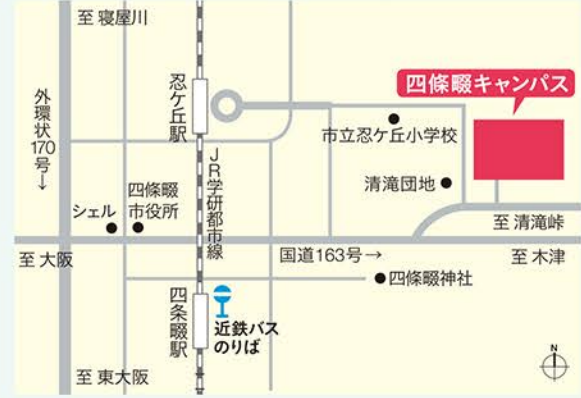 至 寝屋川
外環状
170
号→
忍ケ丘駅
JR学研都市線
四條畷キャンパス
市立忍ケ丘小学校
清滝団地
シェル
四條畷
市役所
至 清滝峠
至 大阪
国道163号→
至 木津
四條畷神社
四条畷駅
近鉄バス
のりば
至 東大阪
N